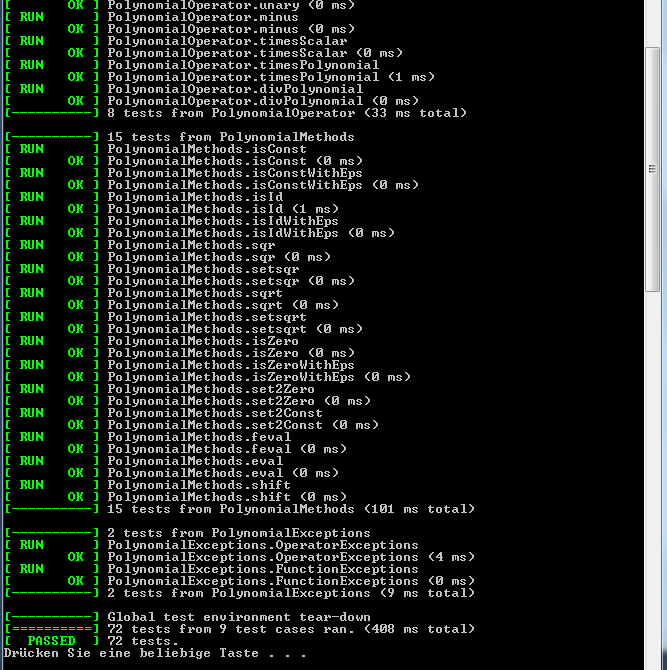 [       OK ] PolynomialOperator.unary (0 ms)
[ RUN      ] PolynomialOperator.minus
[       OK ] PolynomialOperator.minus (0 ms)
[ RUN      ] PolynomialOperator.timesScalar
[       OK ] PolynomialOperator.timesScalar (0 ms)
[ RUN      ] PolynomialOperator.timesPolynomial
[       OK ] PolynomialOperator.timesPolynomial (1 ms)
[ RUN      ] PolynomialOperator.divPolynomial
[       OK ] PolynomialOperator.divPolynomial (0 ms)
[----------] 8 tests from PolynomialOperator (33 ms total)
[----------] 15 tests from PolynomialMethods
[ RUN      ] PolynomialMethods.isConst
[       OK ] PolynomialMethods.isConst (0 ms)
[ RUN      ] PolynomialMethods.isConstWithEps
[       OK ] PolynomialMethods.isConstWithEps (0 ms)
[ RUN      ] PolynomialMethods.isId
[       OK ] PolynomialMethods.isId (1 ms)
[ RUN      ] PolynomialMethods.isIdWithEps
[       OK ] PolynomialMethods.isIdWithEps (0 ms)
[ RUN      ] PolynomialMethods.sqr
[       OK ] PolynomialMethods.sqr (0 ms)
[ RUN      ] PolynomialMethods.setsqr
[       OK ] PolynomialMethods.setsqr (0 ms)
[ RUN      ] PolynomialMethods.sqrt
[       OK ] PolynomialMethods.sqrt (0 ms)
[ RUN      ] PolynomialMethods.setsqrt
[       OK ] PolynomialMethods.setsqrt (0 ms)
[ RUN      ] PolynomialMethods.isZero
[       OK ] PolynomialMethods.isZero (0 ms)
[ RUN      ] PolynomialMethods.isZeroWithEps
[       OK ] PolynomialMethods.isZeroWithEps (0 ms)
[ RUN      ] PolynomialMethods.set2Zero
[       OK ] PolynomialMethods.set2Zero (0 ms)
[ RUN      ] PolynomialMethods.set2Const
[       OK ] PolynomialMethods.set2Const (0 ms)
[ RUN      ] PolynomialMethods.feval
[       OK ] PolynomialMethods.feval (0 ms)
[ RUN      ] PolynomialMethods.eval
[       OK ] PolynomialMethods.eval (0 ms)
[ RUN      ] PolynomialMethods.shift
[       OK ] PolynomialMethods.shift (0 ms)
[----------] 15 tests from PolynomialMethods (101 ms total)
[----------] 2 tests from PolynomialExceptions
[ RUN      ] PolynomialExceptions.OperatorExceptions
[       OK ] PolynomialExceptions.OperatorExceptions (4 ms)
[ RUN      ] PolynomialExceptions.FunctionExceptions
[       OK ] PolynomialExceptions.FunctionExceptions (0 ms)
[----------] 2 tests from PolynomialExceptions (9 ms total)
[----------] Global test environment tear-down
[==========] 72 tests from 9 test cases ran. (408 ms total)
[  PASSED  ] 72 tests.
Drücken Sie eine beliebige Taste . . .